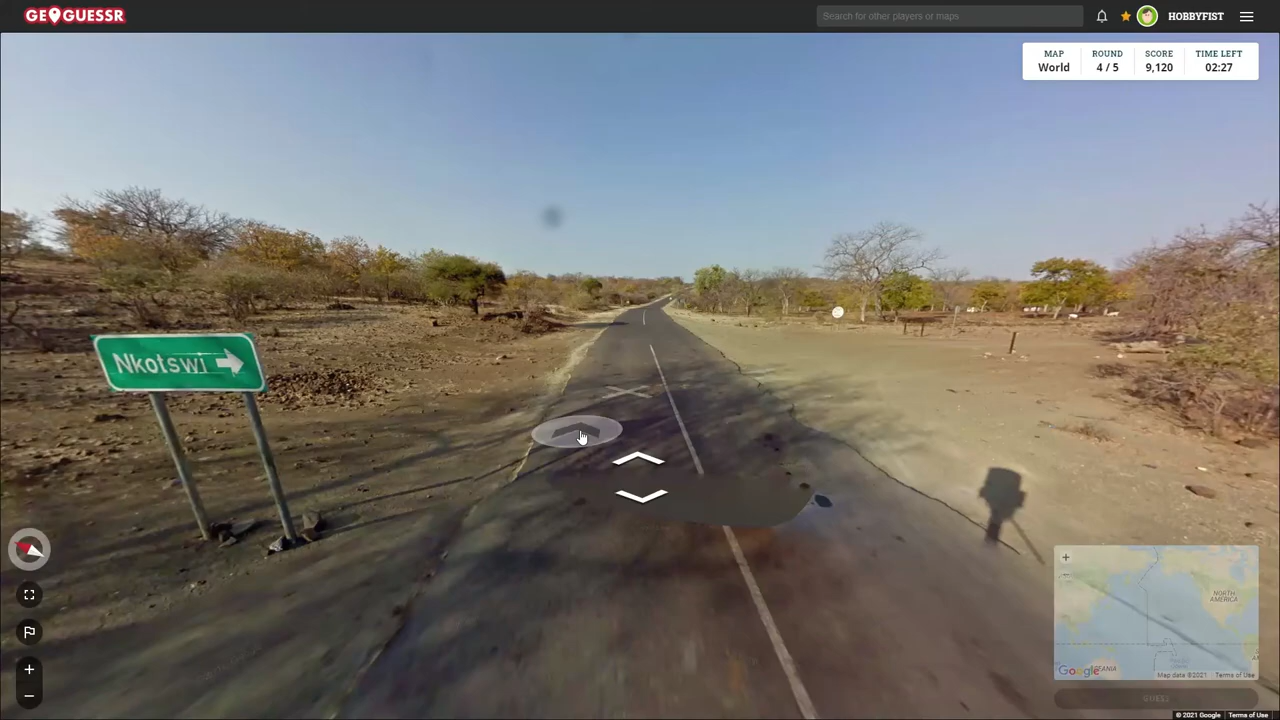 GEOGUESSR
Search for other players or maps
HOBBYFIST
MAP
World
ROUND
4 / 5
SCORE
9,120
TIME LEFT
02:27
Nkotswi
NORTH
AMERICA
Google
Map data ©2021
Terms of Use
© 2021 Google
Terms of Use